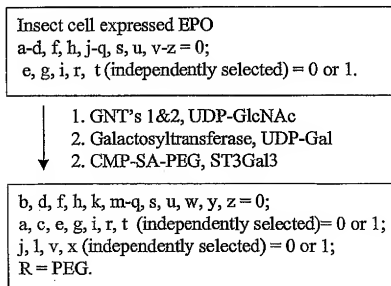 Insect cell expressed EPO
a-d, f, h, j-q, s, u, v-z = 0;
e, g, i, r, t (independently selected) = 0 or 1.
1. GNT's 1&2, UDP-GlcNAc
2. Galactosyltransferase, UDP-Gal
2. CMP-SA-PEG, ST3Gal3
b, d, f, h, k, m-q, s, u, w, y, z = 0;
a, c, e, g, i, r, t (independently selected)= 0 or 1;
j, l, v, x (independently selected) = 0 or 1;
R = PEG.